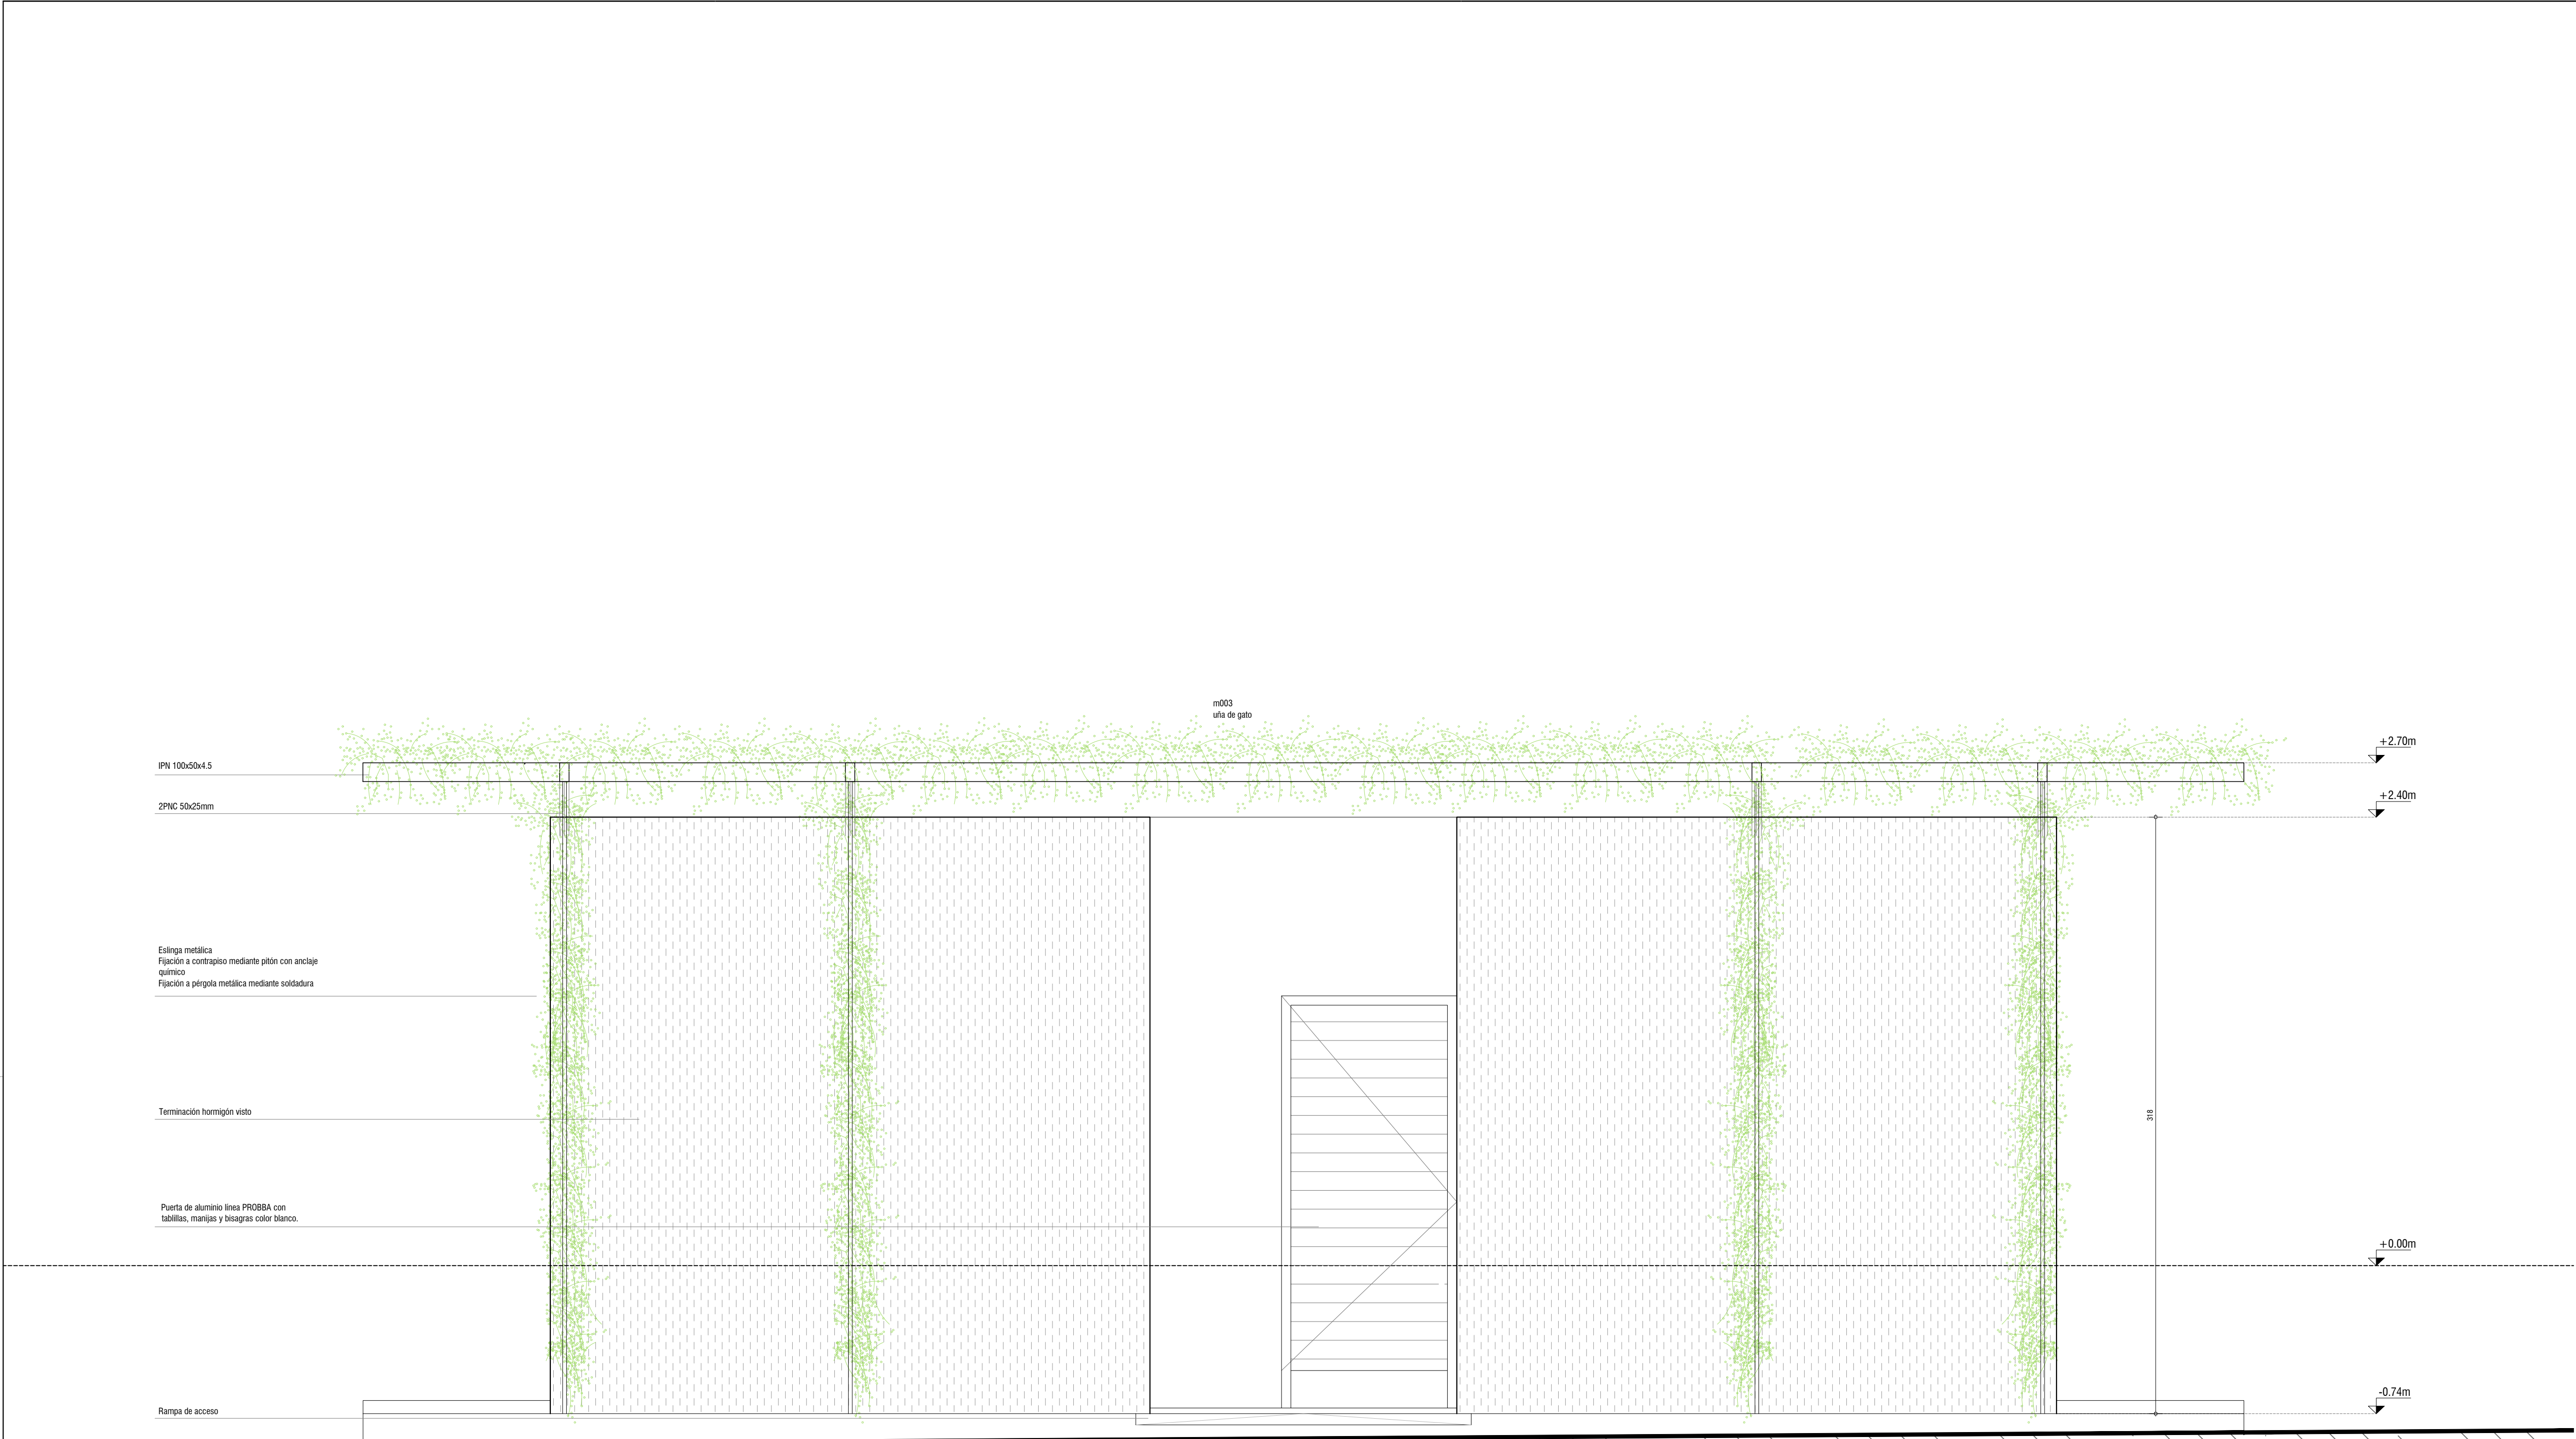 m003
uña de gato
+2.70m
IPN 100x50x4.5
+2.40m
2PNC 50x25mm
Eslinga metálica
Fijación a contrapiso mediante pitón con anclaje
químico
Fijación a pérgola metálica mediante soldadura
Terminación hormigón visto
318
Puerta de aluminio línea PROBBA con
tablillas, manijas y bisagras color blanco.
+0.00m
-0.74m
Rampa de acceso